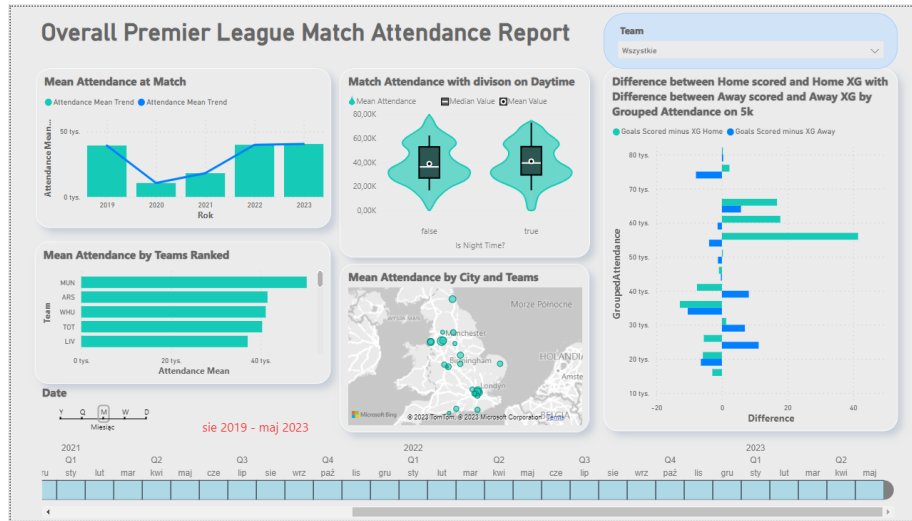 Overall Premier League Match Attendance Report
Team
Wszystkie
Mean Attendance at Match
Attendance Mean Trend Attendance Mean Trend
Attendance Mean...
50 tys.
0 tys.
2019 2020 2021 2022 2023
Rok
Match Attendance with divison on Daytime
Mean Attendance Median Value Mean Value
80,00K
60,00K
40,00K
20,00K
0,00K
false true
Is Night Time?
Difference between Home scored and Home XG with
Difference between Away scored and Away XG by
Grouped Attendance on 5k
Goals Scored minus XG Home Goals Scored minus XG Away
GroupedAttendance
80 tys.
70 tys.
60 tys.
50 tys.
40 tys.
30 tys.
20 tys.
10 tys.
-20 0 20 40
Difference
Mean Attendance by Teams Ranked
Team
MUN
ARS
WHU
TOT
LIV
0 tys. 20 tys. 40 tys.
Attendance Mean
Mean Attendance by City and Teams
Morze Północne
Manchester
Birmingham
HOLANDIA
Amste
Londyn
BELGIA
Microsoft Bing
© 2023 TomTom, © 2023 Microsoft Corporation Terms
Date
Y Q M W D
Miesiąc
sie 2019 - maj 2023
2021 2022 2023
Q1 Q2 Q3 Q4 Q1 Q2 Q3 Q4 Q1 Q2
ru sty lut mar kwi maj cze lip sie wrz paź lis gru sty lut mar kwi maj cze lip sie wrz paź lis gru sty lut mar kwi maj